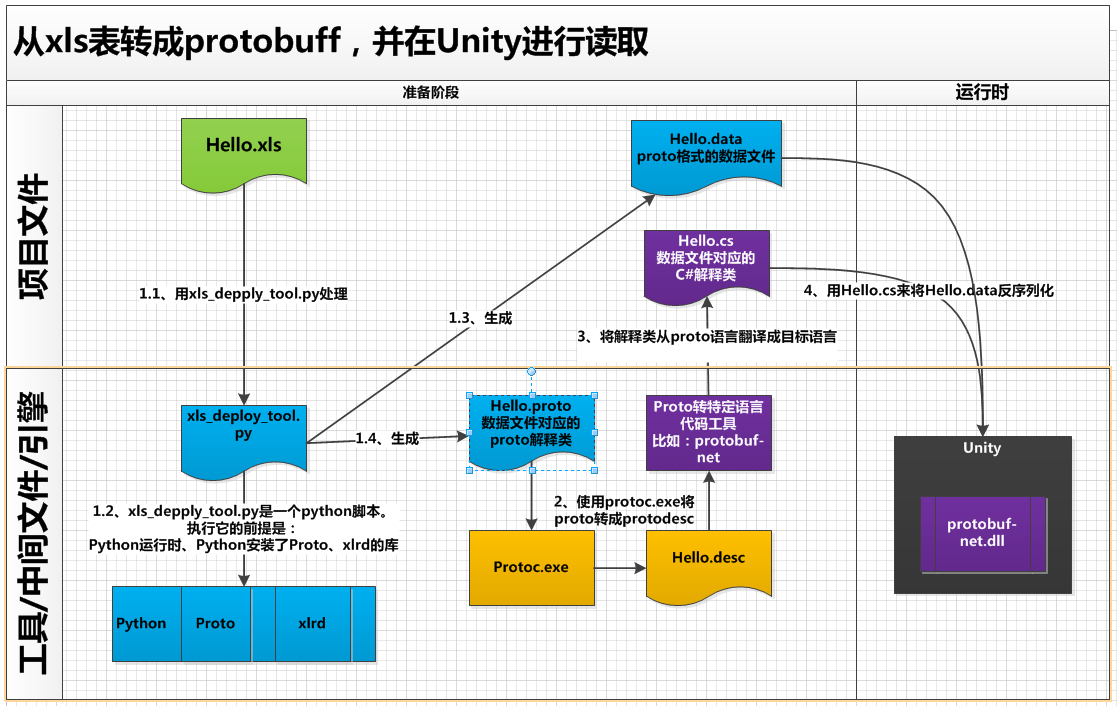 从xls表转成protobuff，并在Unity进行读取
准备阶段
运行时
项目文件
Hello.xls
Hello.data
proto格式的数据文件
Hello.cs
数据文件对应的
C#解释类
1.1、用xls_depply_tool.py处理
4、用Hello.cs来将Hello.data反序列化
1.3、生成
3、将解释类从proto语言翻译成目标语言
工具/中间文件/引擎
xls_deploy_tool.
py
1.4、生成
Hello.proto
数据文件对应的
proto解释类
Proto转特定语言
代码工具
比如：protobuf-
net
Unity
protobuf-
net.dll
1.2、xls_depply_tool.py是一个python脚本。
执行它的前提是：
Python运行时、Python安装了Proto、xlrd的库
2、使用protoc.exe将
proto转成protodesc
Protoc.exe
Hello.desc
Python
Proto
xlrd